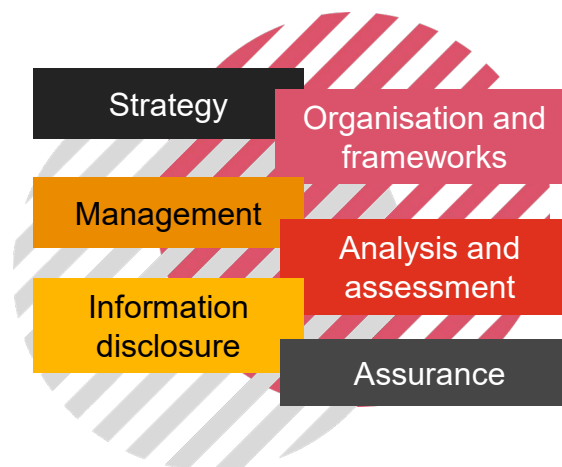 Strategy
Organisation and
frameworks
Management
Analysis and
assessment
Information
disclosure
Assurance